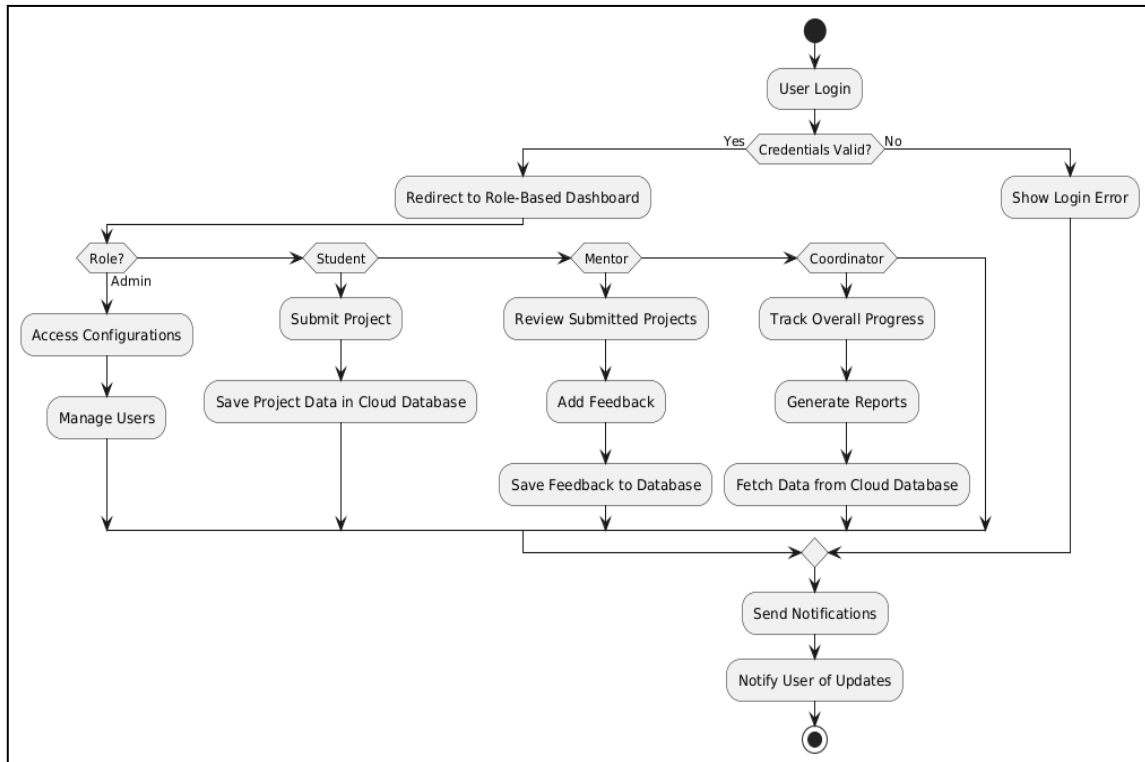 User Login
Yes
Credentials Valid?
No
Redirect to Role-Based Dashboard
Show Login Error
Role?
Student
Mentor
Coordinator
Admin
Access Configurations
Submit Project
Review Submitted Projects
Track Overall Progress
Manage Users
Save Project Data in Cloud Database
Add Feedback
Generate Reports
Save Feedback to Database
Fetch Data from Cloud Database
Send Notifications
Notify User of Updates